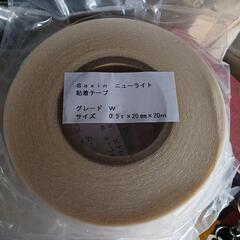 Ｓａｘｉｎ　ニューライト
粘着テープ
グレード　Ｗ
サイズ　０.５ｔ×２０ｍｍ×２０ｍ